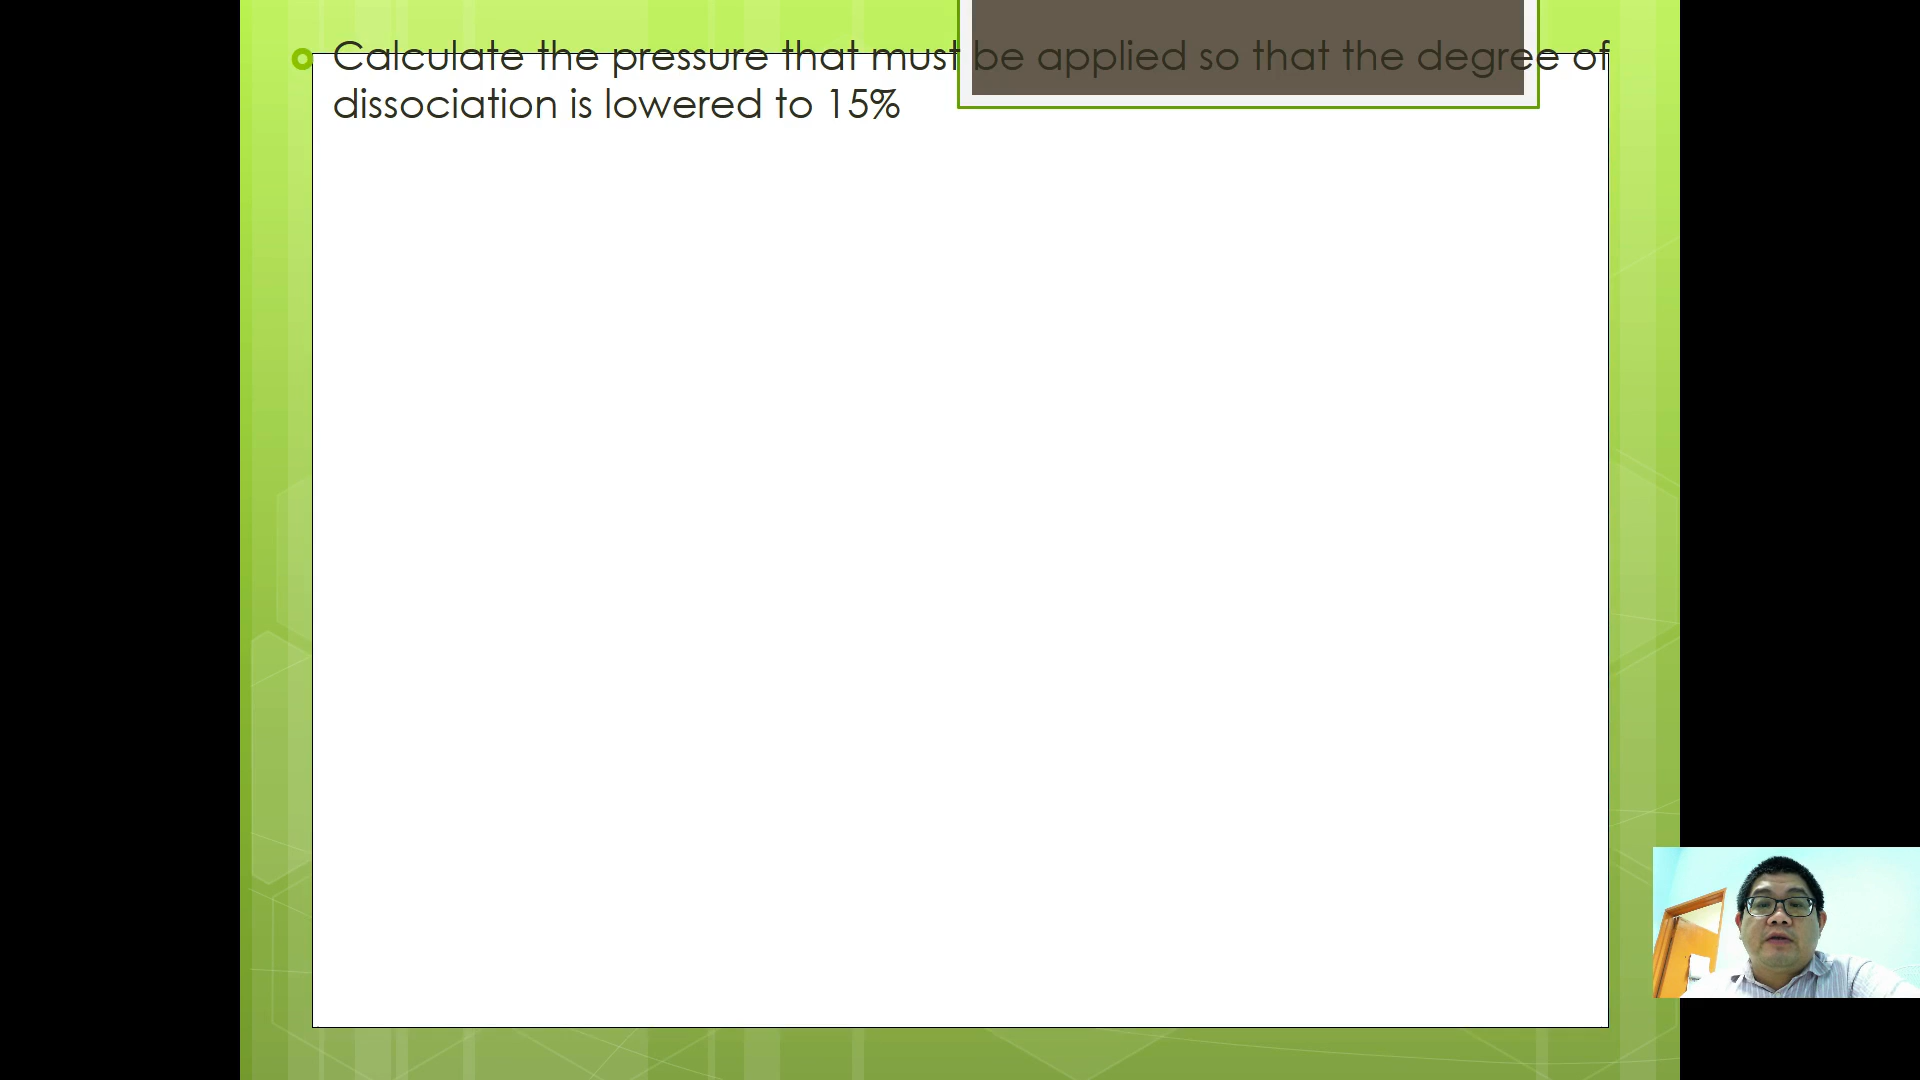 Calculate the pressure that must be applied so that the degree of
dissociation is lowered to 15%